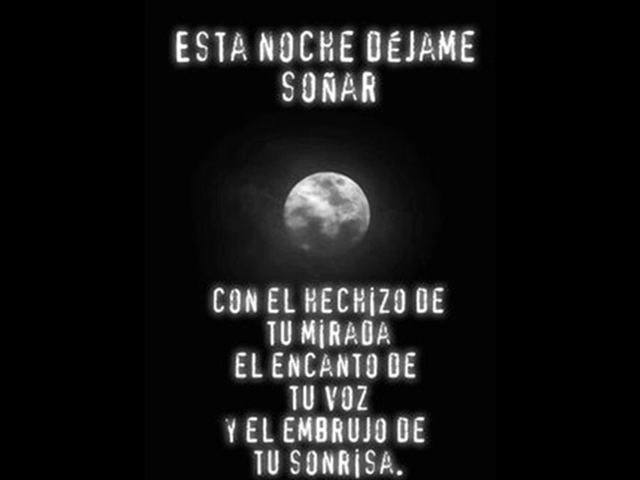 ESTA NOCHE DÉJAME
SOÑAR
CON EL HECHIZO DE
TU MIRADA
EL ENCANTO DE
TU VOZ
Y EL EMBRUJO DE
TU SONRISA.